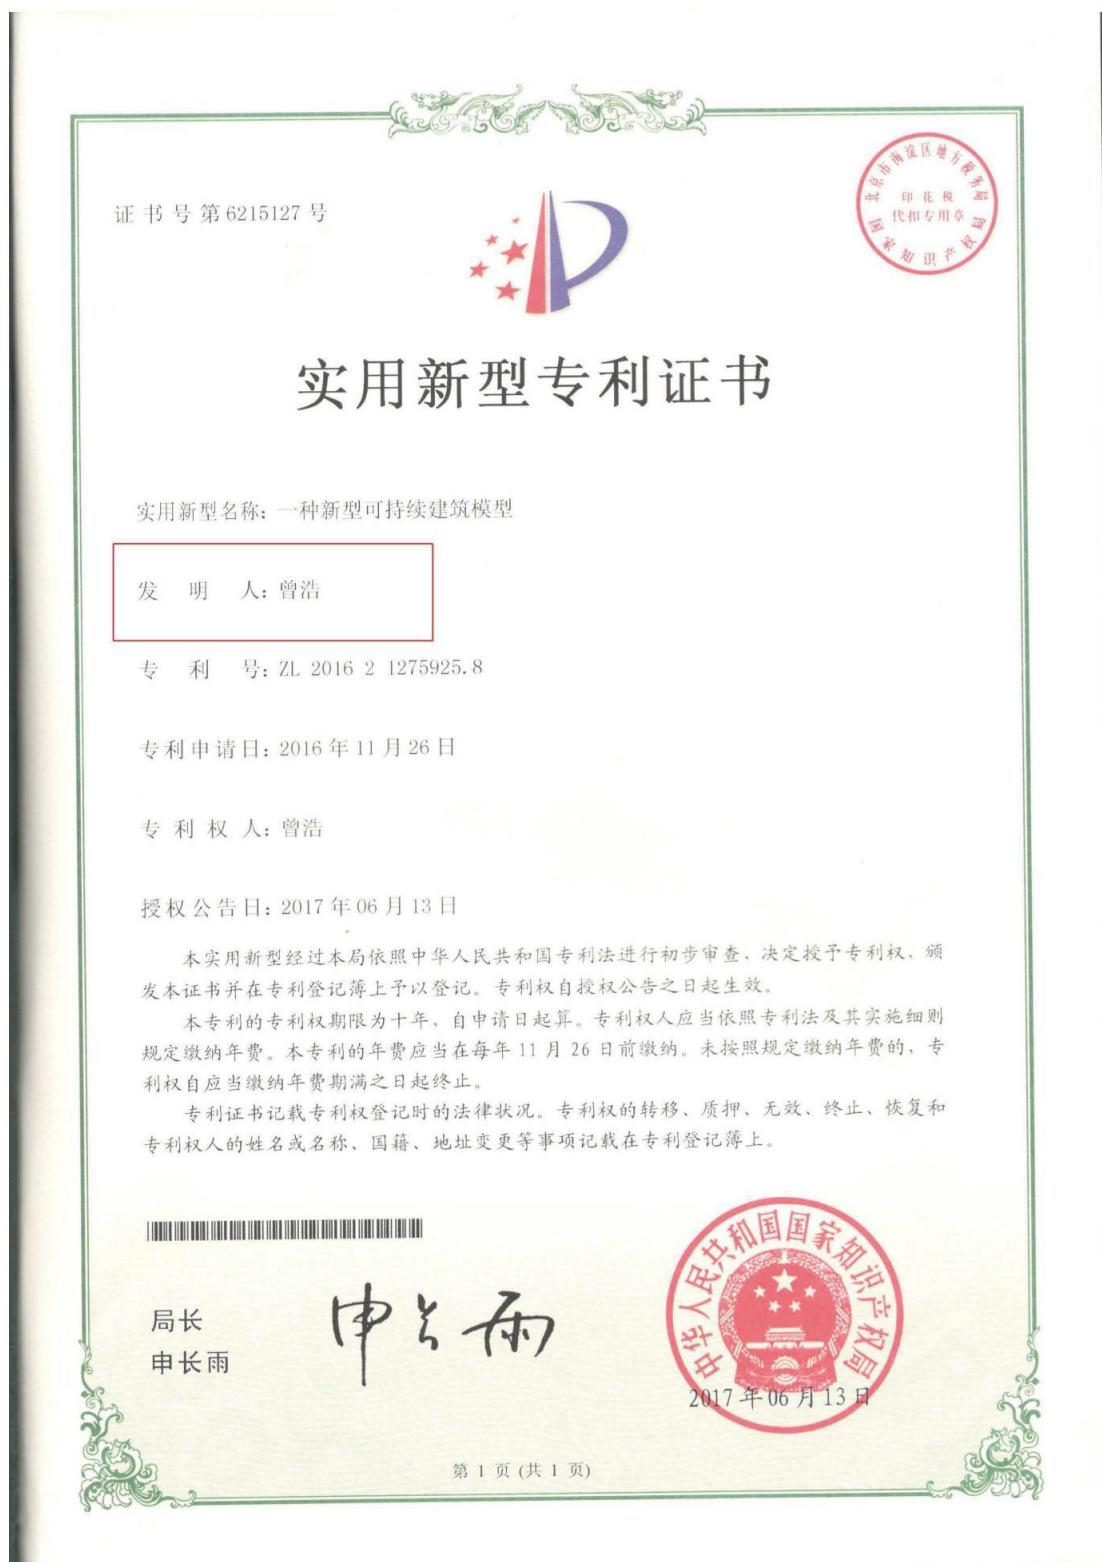 证书号第6215127号
北京市海淀区地方税务局
印花税
代扣专用章
国家知识产权局
实用新型专利证书
实用新型名称：一种新型可持续建筑模型
发明人：曾浩
专利号：ZL 2016 2 1275925.8
专利申请日：2016年11月26日
专利权人：曾浩
授权公告日：2017年06月13日
本实用新型经过本局依照中华人民共和国专利法进行初步审查，决定授予专利权，颁
发本证书并在专利登记簿上予以登记。专利权自授权公告之日起生效。
本专利的专利权期限为十年，自申请日起算。专利权人应当依照专利法及其实施细则
规定缴纳年费。本专利的年费应当在每年11月26日前缴纳。未按照规定缴纳年费的，专
利权自应当缴纳年费期满之日起终止。
专利证书记载专利权登记时的法律状况。专利权的转移、质押、无效、终止、恢复和
专利权人的姓名或名称、国籍、地址变更等事项记载在专利登记簿上。
局长
申长雨
申长雨
中华人民共和国国家知识产权局
2017年06月13日
第1页(共1页)